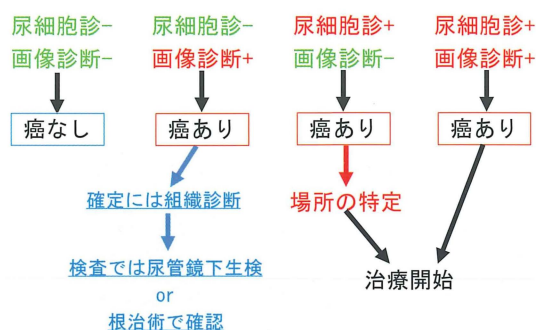 尿細胞診− 尿細胞診− 尿細胞診+ 尿細胞診+
画像診断− 画像診断+ 画像診断− 画像診断+
癌なし 癌あり 癌あり 癌あり
確定には組織診断 場所の特定
検査では尿管鏡下生検
or
根治術で確認
治療開始